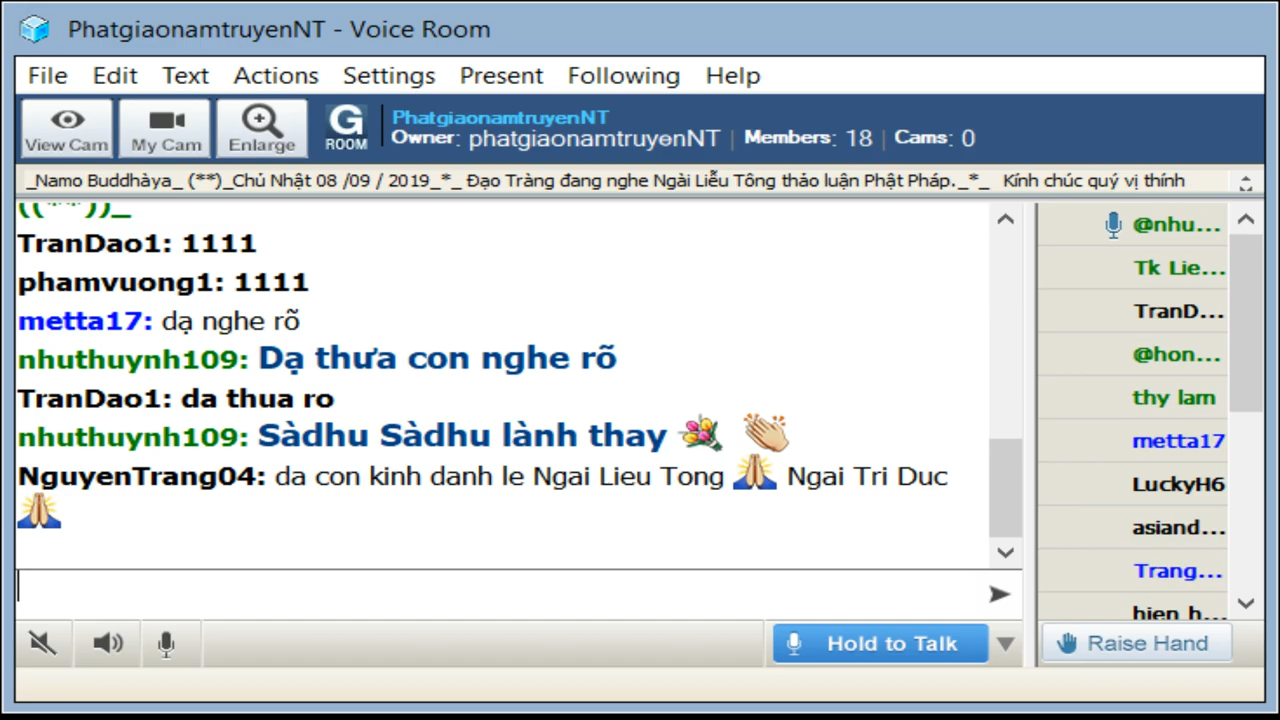 PhatgiaonamtruyenNT - Voice Room
File Edit Text Actions Settings Present Following Help
View Cam My Cam Enlarge G ROOM
PhatgiaonamtruyenNT
Owner: phatgiaonamtruyenNT | Members: 18 | Cams: 0
_Namo Buddhàya_ (**)_Chủ Nhật 08 /09 / 2019_*_ Đạo Tràng đang nghe Ngài Liễu Tông thảo luận Phật Pháp._*_ Kính chúc quý vị thính
((**))_
TranDao1: 1111
phamvuong1: 1111
metta17: dạ nghe rõ
nhuthuynh109: Dạ thưa con nghe rõ
TranDao1: da thua ro
nhuthuynh109: Sàdhu Sàdhu lành thay
NguyenTrang04: da con kinh danh le Ngai Lieu Tong Ngai Tri Duc
@nhu...
Tk Lie...
TranD...
@hon...
thy lam
metta17
LuckyH6
asiand...
Trang...
hien h...
Hold to Talk
Raise Hand